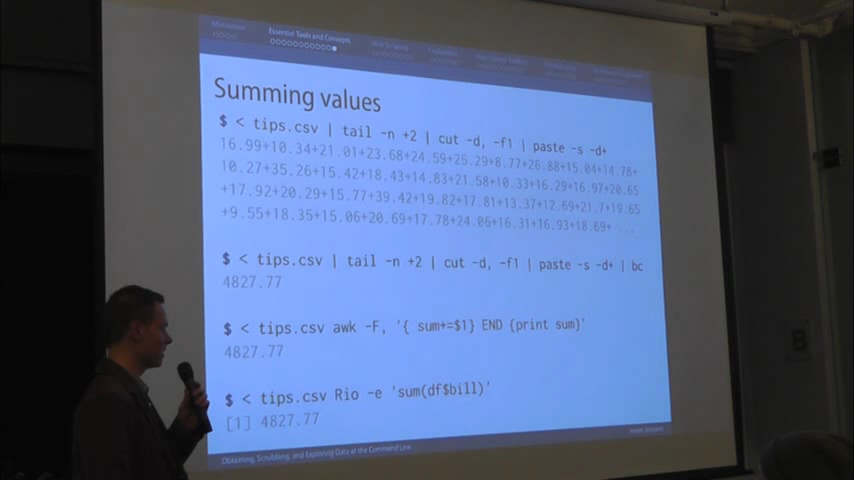 Motivation
Essential Tools and Concepts
Summing values
$ < tips.csv | tail -n +2 | cut -d, -f1 | paste -s -d+
16.99+10.34+21.01+23.68+24.59+25.29+8.77+26.88+15.04+14.78+
10.27+35.26+15.42+18.43+14.83+21.58+10.33+16.29+16.97+20.65
+17.92+20.29+15.77+39.42+19.82+17.81+13.37+12.69+21.7+19.65
+9.55+18.35+15.06+20.69+17.78+24.06+16.31+16.93+18.69+ ...
$ < tips.csv | tail -n +2 | cut -d, -f1 | paste -s -d+ | bc
4827.77
$ < tips.csv awk -F, '{ sum+=$1} END {print sum}'
4827.77
$ < tips.csv Rio -e 'sum(df$bill)'
[1] 4827.77
Obtaining, Scrubbing, and Exploring Data at the Command Line
B